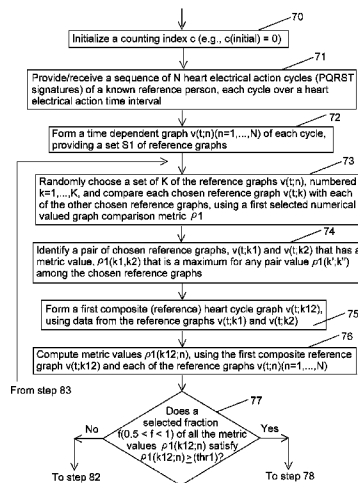 70
Initialize a counting index c (e.g., c(initial) = 0)
71
Provide/receive a sequence of N heart electrical action cycles (PQRST
signatures) of a known reference person, each cycle over a heart
electrical action time interval
72
Form a time dependent graph v(t;n)(n=1,...,N) of each cycle,
providing a set S1 of reference graphs
73
Randomly choose a set of K of the reference graphs v(t;n), numbered
k=1,...,K, and compare each chosen reference graph v(t;k) with each
of the other chosen reference graphs, using a first selected numerical
valued graph comparison metric ρ1
74
Identify a pair of chosen reference graphs, v(t;k1) and v(t;k2) that has a
metric value, ρ1(k1,k2) that is a maximum for any pair value ρ1(k';k'')
among the chosen reference graphs
Form a first composite (reference) heart cycle graph v(t;k12),
using data from the reference graphs v(t;k1) and v(t;k2)
75
76
Compute metric values ρ1(k12;n), using the first composite reference
graph v(t;k12) and each of the reference graphs v(t;n)(n=1,...,N)
From step 83
77
Does a
selected fraction
f(0.5 < f < 1) of all the metric
values ρ1(k12;n) satisfy
ρ1(k12;n)≥(thr1)?
No
Yes
To step 82
To step 78